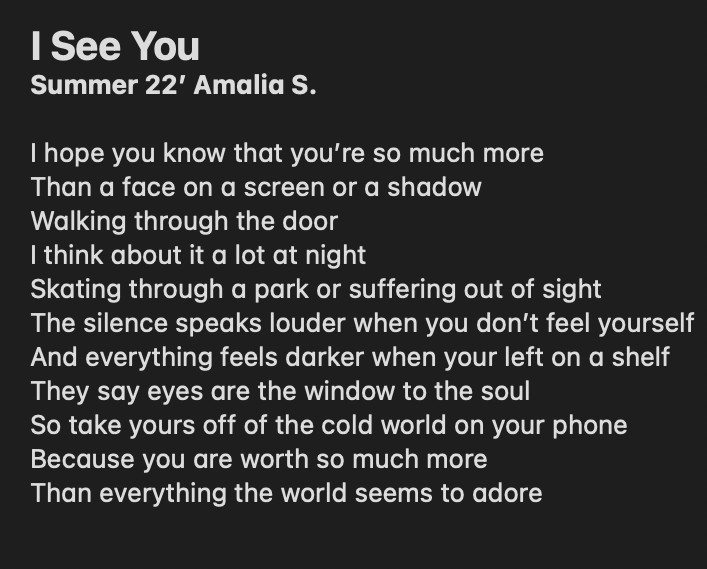 I See You
Summer 22’ Amalia S.
I hope you know that you’re so much more
Than a face on a screen or a shadow
Walking through the door
I think about it a lot at night
Skating through a park or suffering out of sight
The silence speaks louder when you don’t feel yourself
And everything feels darker when your left on a shelf
They say eyes are the window to the soul
So take yours off of the cold world on your phone
Because you are worth so much more
Than everything the world seems to adore